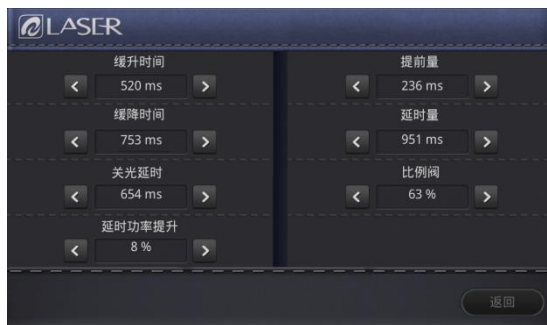 LASER
缓升时间
520 ms
缓降时间
753 ms
关光延时
654 ms
延时功率提升
8 %
提前量
236 ms
延时量
951 ms
比例阀
63 %
返回